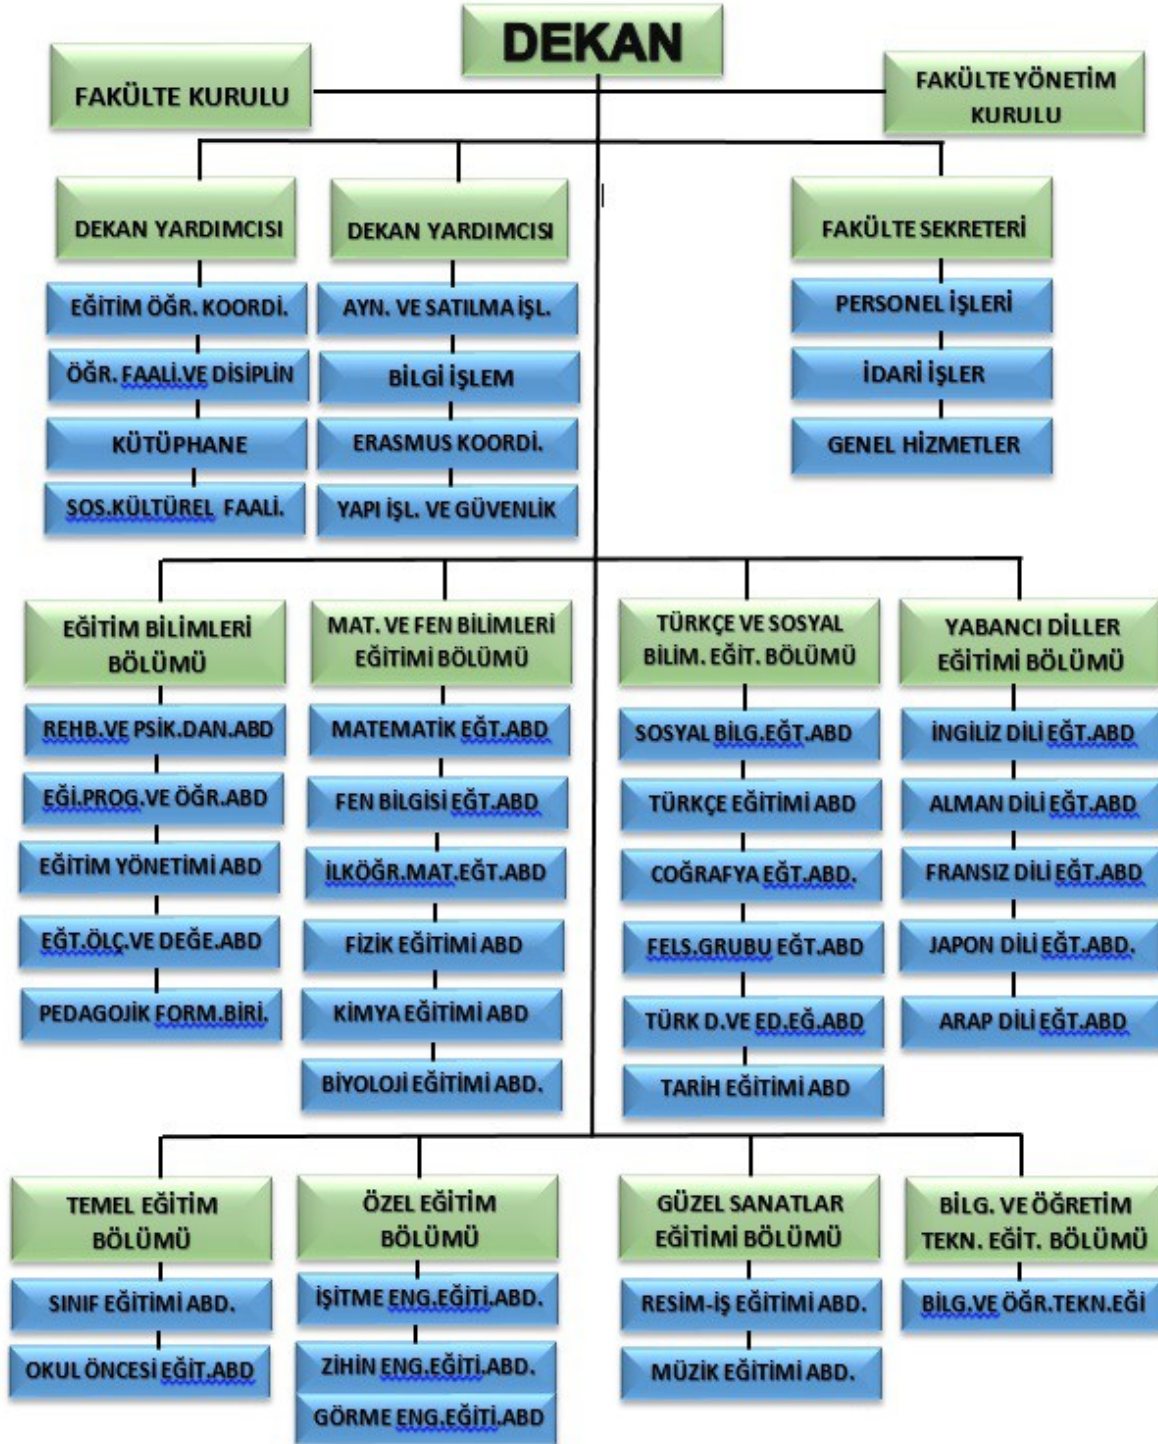 DEKAN
FAKÜLTE KURULU
FAKÜLTE YÖNETİM
KURULU
DEKAN YARDIMCISI
DEKAN YARDIMCISI
FAKÜLTE SEKRETERİ
EĞİTİM ÖĞR. KOORDİ.
AYN. VE SATILMA İŞL.
PERSONEL İŞLERİ
ÖĞR. FAALİ.VE DİSİPLİN
BİLGİ İŞLEM
İDARİ İŞLER
KÜTÜPHANE
ERASMUS KOORDİ.
GENEL HİZMETLER
SOS.KÜLTÜREL FAALİ.
YAPI İŞL. VE GÜVENLİK
EĞİTİM BİLİMLERİ
BÖLÜMÜ
MAT. VE FEN BİLİMLERİ
EĞİTİMİ BÖLÜMÜ
TÜRKÇE VE SOSYAL
BİLİM. EĞİT. BÖLÜMÜ
YABANCI DİLLER
EĞİTİMİ BÖLÜMÜ
REHB.VE PSİK.DAN.ABD
MATEMATİK EĞT.ABD
SOSYAL BİLG.EĞT.ABD
İNGİLİZ DİLİ EĞT.ABD
EĞİ.PROG.VE ÖĞR.ABD
FEN BİLGİSİ EĞT.ABD
TÜRKÇE EĞİTİMİ ABD
ALMAN DİLİ EĞT.ABD
EĞİTİM YÖNETİMİ ABD
İLKÖĞR.MAT.EĞT.ABD
COĞRAFYA EĞT.ABD.
FRANSIZ DİLİ EĞT.ABD
EĞT.ÖLÇ.VE DEĞE.ABD
FİZİK EĞİTİMİ ABD
FELS.GRUBU EĞT.ABD
JAPON DİLİ EĞT.ABD.
PEDAGOJİK FORM.BİRİ.
KİMYA EĞİTİMİ ABD
TÜRK D.VE ED.EĞ.ABD
ARAP DİLİ EĞT.ABD
BİYOLOJİ EĞİTİMİ ABD.
TARİH EĞİTİMİ ABD
TEMEL EĞİTİM
BÖLÜMÜ
ÖZEL EĞİTİM
BÖLÜMÜ
GÜZEL SANATLAR
EĞİTİMİ BÖLÜMÜ
BİLG. VE ÖĞRETİM
TEKN. EĞİT. BÖLÜMÜ
SINIF EĞİTİMİ ABD.
İŞİTME ENG.EĞİTİ.ABD.
RESİM-İŞ EĞİTİMİ ABD.
BİLG.VE ÖĞR.TEKN.EĞİ
OKUL ÖNCESİ EĞİT.ABD
ZİHİN ENG.EĞİTİ.ABD.
MÜZİK EĞİTİMİ ABD.
GÖRME ENG.EĞİTİ.ABD